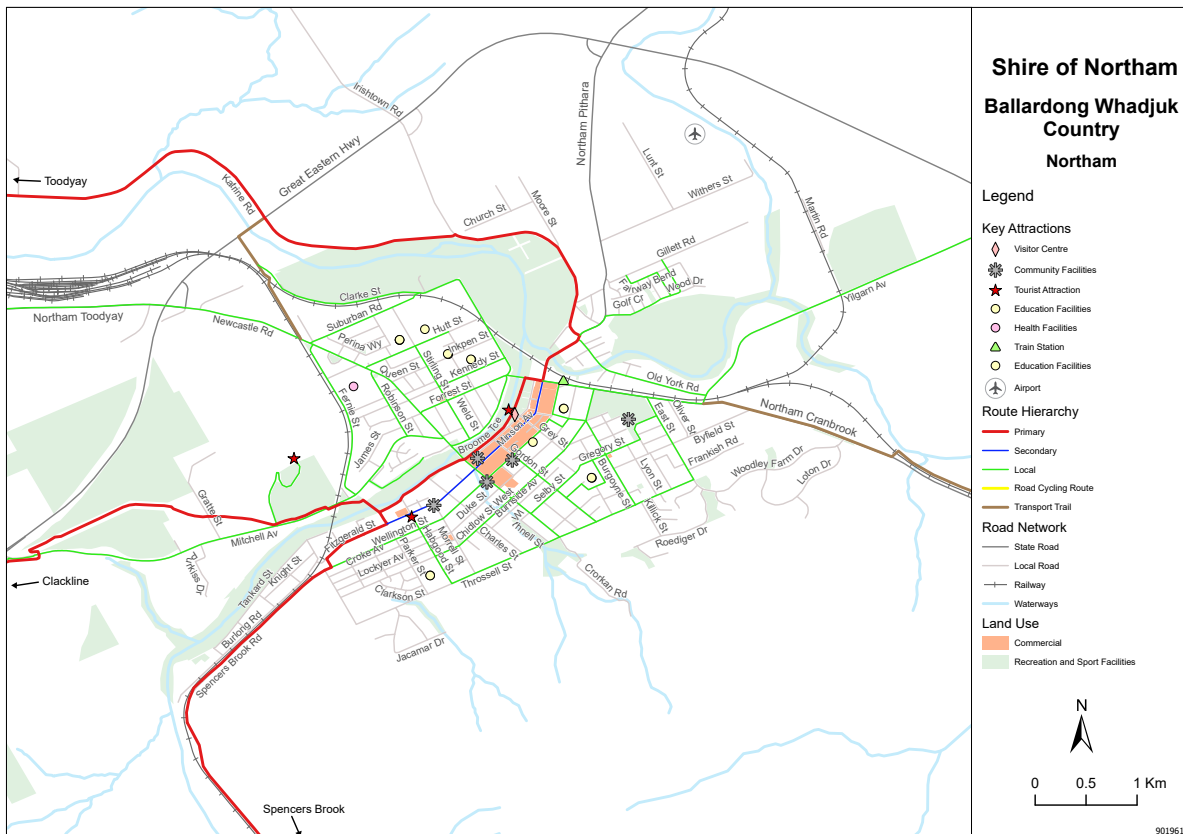 Shire of Northam
Ballardong Whadjuk
Country
Northam
Legend
Key Attractions
Visitor Centre
Community Facilities
Tourist Attraction
Education Facilities
Health Facilities
Train Station
Education Facilities
Airport
Route Hierarchy
Primary
Secondary
Local
Road Cycling Route
Transport Trail
Road Network
State Road
Local Road
Railway
Waterways
Land Use
Commercial
Recreation and Sport Facilities
N
0 0.5 1 Km
901961
Irishtown Rd
Great Eastern Hwy
Northam Pithara
Toodyay
Katrine Rd
Church St
Moore St
Lunt St
Withers St
Martin Rd
Gillett Rd
Fairway Bend
Wood Dr
Golf Cr
Yilgarn Av
Clarke St
Northam Toodyay
Newcastle Rd
Suburban Rd
Perina Wy
Hutt St
Inkpen St
Kennedy St
Stirling St
Queen St
Forrest St
Robinson St
Weld St
Fernie St
James St
Old York Rd
Northam Cranbrook
Broome Tce
Minson Av
Grey St
Gordon St
Gregory St
East St
Oliver St
Byfield St
Frankish Rd
Woodley Farm Dr
Loton Dr
Lyon St
Burgoyne St
Killick St
Roediger Dr
Selby St
Burnside Av
West
Duke St
Chidlow St
Charles St
Throssell St
Crorkan Rd
Wellington St
Fitzgerald St
Croke Av
Lockyer Av
Parker St
Habgood St
Morrell St
Clarkson St
Jacamar Dr
Gratte St
Mitchell Av
Clackline
Tankard St
Knight St
Burlong Rd
Spencers Brook Rd
Spencers Brook